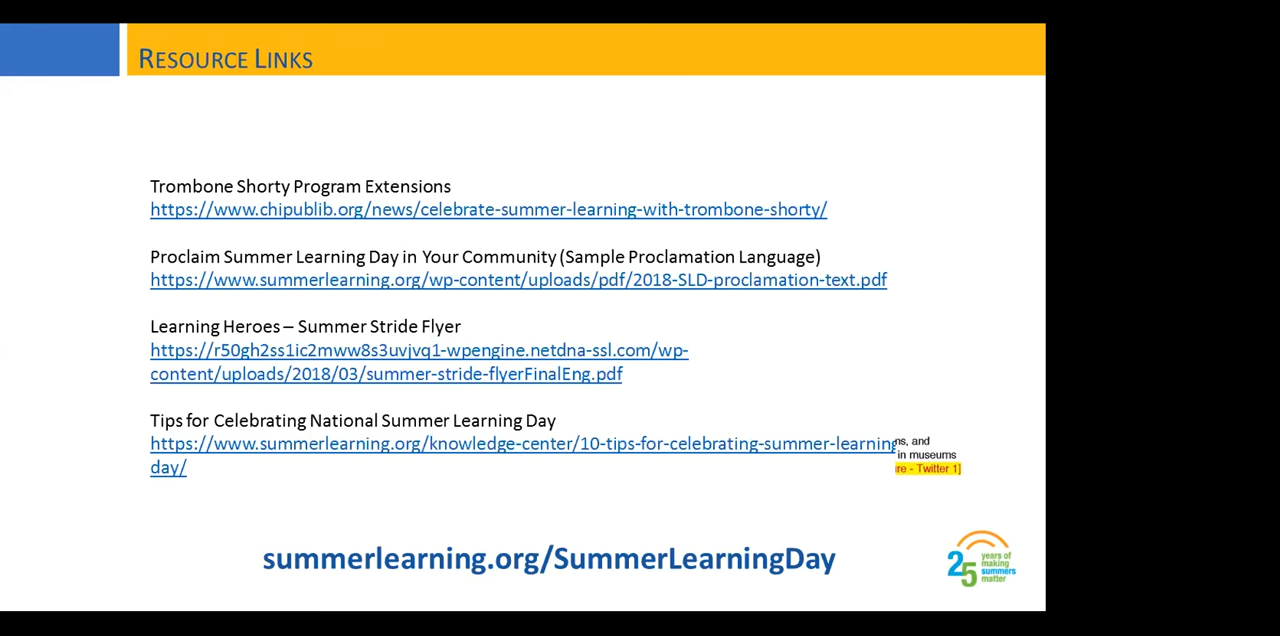 RESOURCE LINKS
Trombone Shorty Program Extensions
https://www.chipublib.org/news/celebrate-summer-learning-with-trombone-shorty/
Proclaim Summer Learning Day in Your Community (Sample Proclamation Language)
https://www.summerlearning.org/wp-content/uploads/pdf/2018-SLD-proclamation-text.pdf
Learning Heroes – Summer Stride Flyer
https://r50gh2ss1ic2mww8s3uvjvq1-wpengine.netdna-ssl.com/wp-
content/uploads/2018/03/summer-stride-flyerFinalEng.pdf
Tips for Celebrating National Summer Learning Day
https://www.summerlearning.org/knowledge-center/10-tips-for-celebrating-summer-learning
day/
ns, and
in museums
re - Twitter 1]
summerlearning.org/SummerLearningDay
25 years of
making
summers
matter